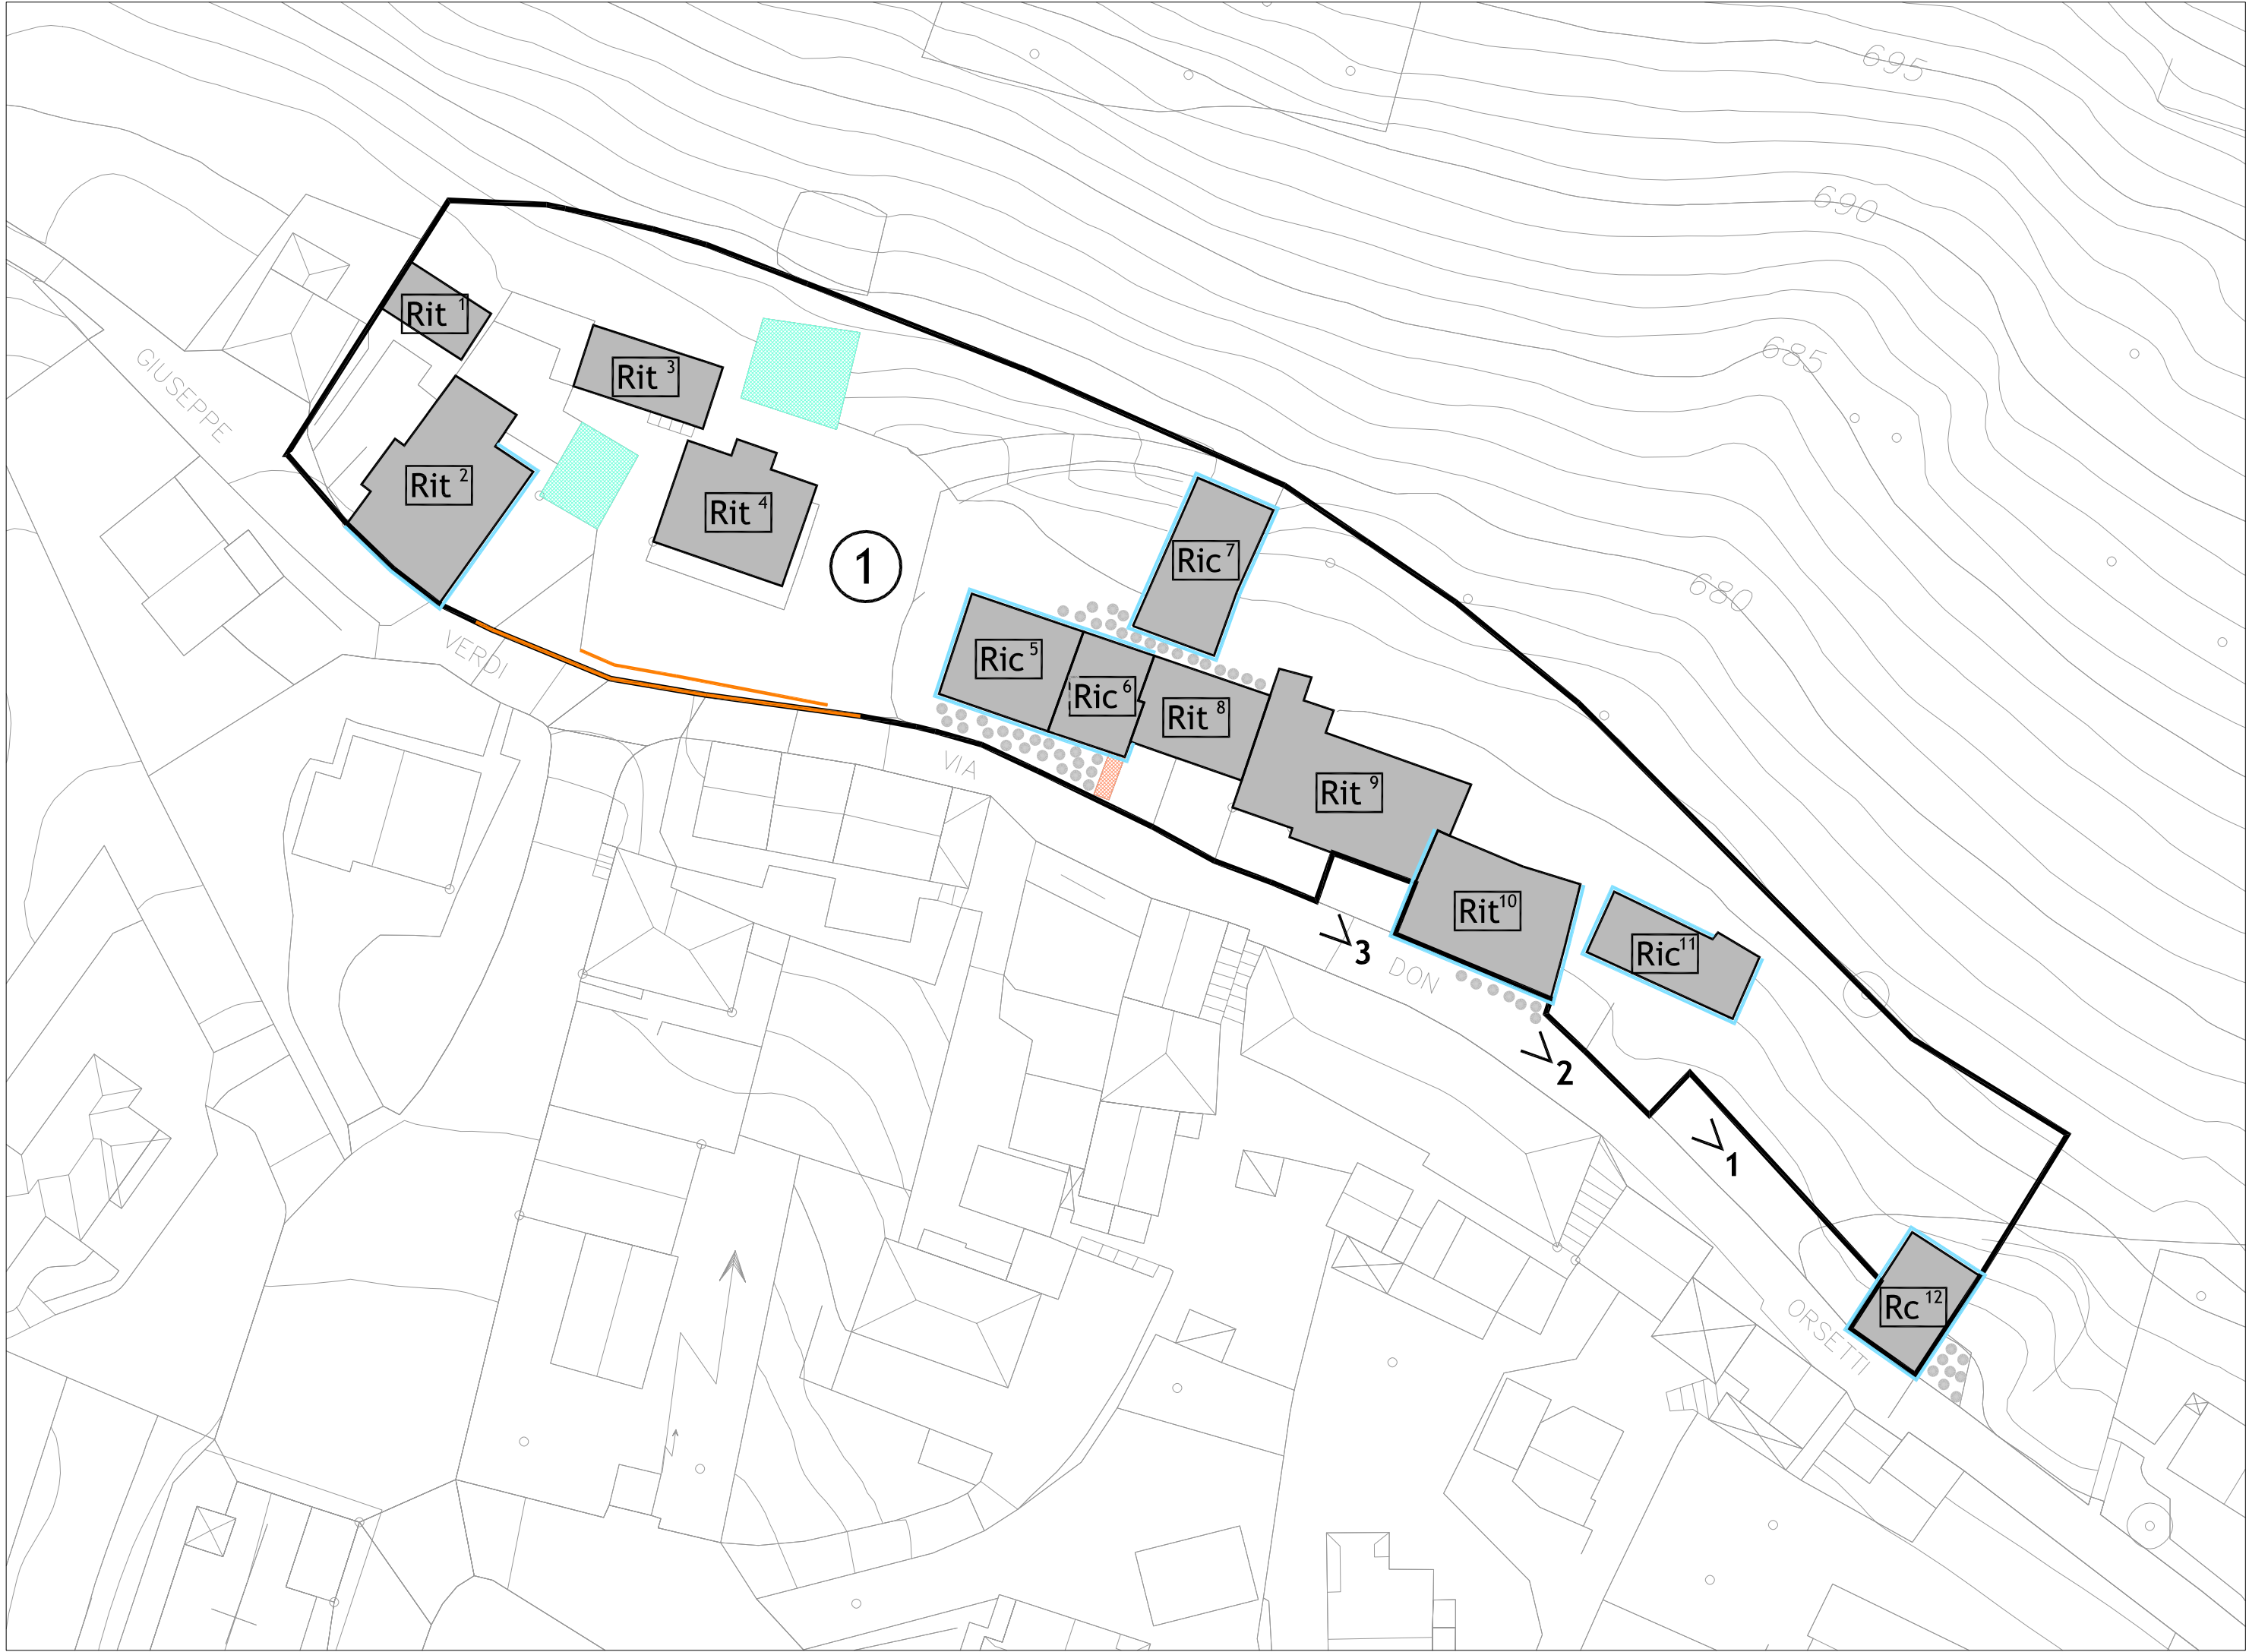 695
690
685
680
GIUSEPPE
VERDI
VIA
DON
ORSETTI
Rit 1
Rit 2
Rit 3
Rit 4
1
Ric 5
Ric 6
Ric 7
Rit 8
Rit 9
Rit 10
Ric 11
Rc 12
3
2
1